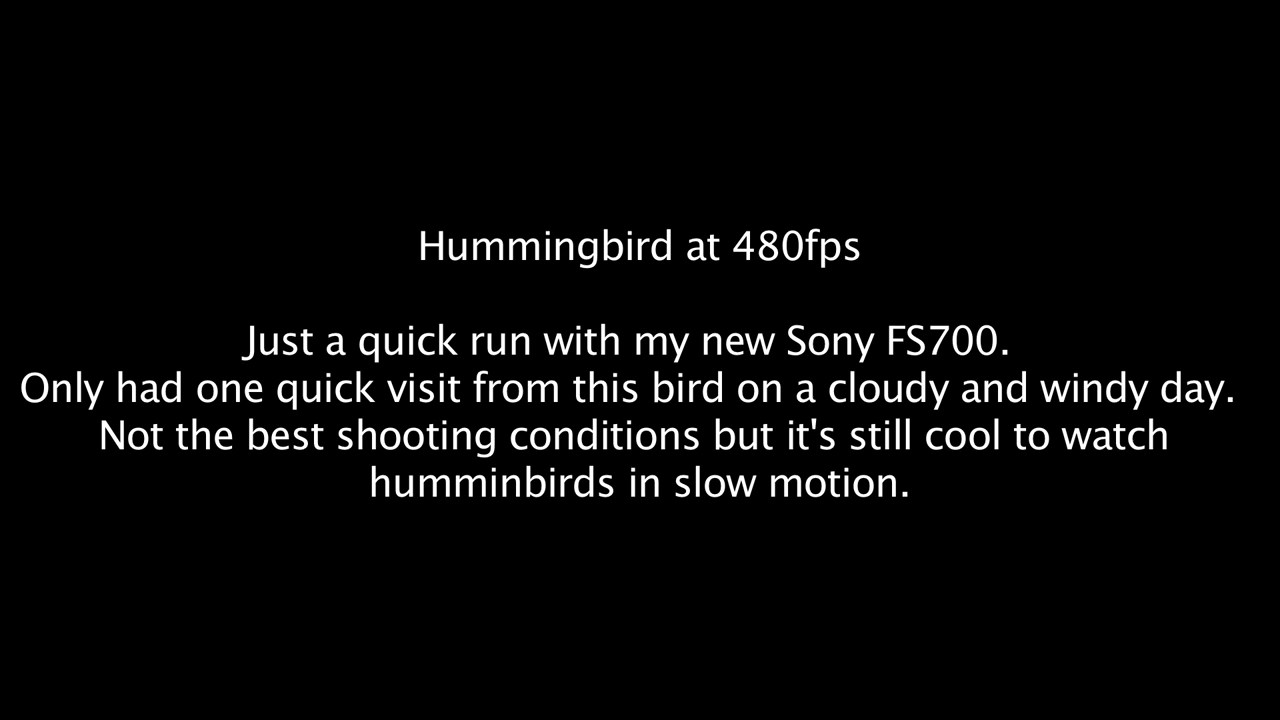 Hummingbird at 480fps
Just a quick run with my new Sony FS700.
Only had one quick visit from this bird on a cloudy and windy day.
Not the best shooting conditions but it's still cool to watch
humminbirds in slow motion.